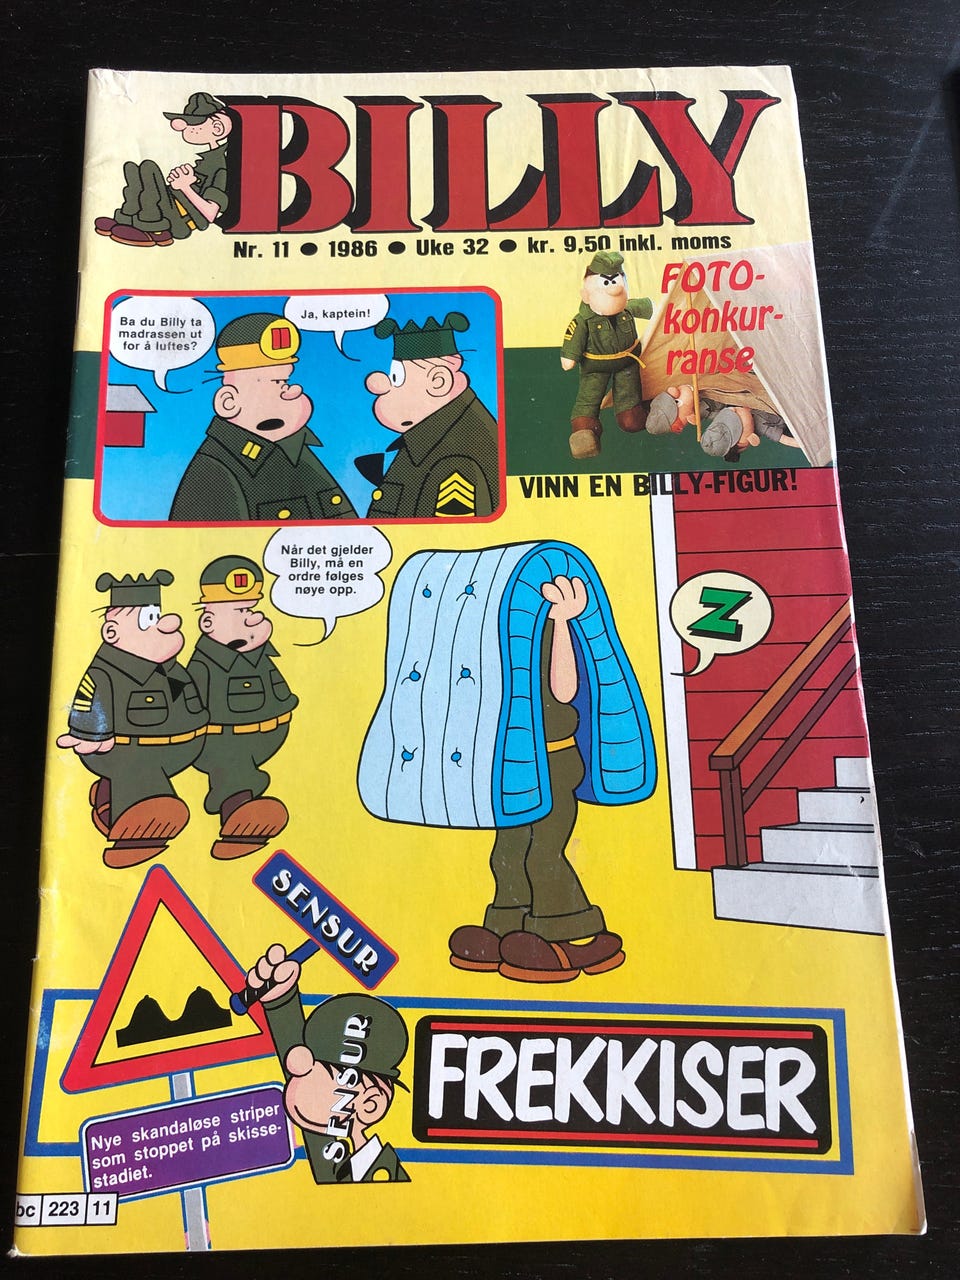 BILLY
Nr. 11 ● 1986 ● Uke 32 ● kr. 9,50 inkl. moms
Ba du Billy ta
madrassen ut
for å luftes?
Ja, kaptein!
FOTO-
konkur-
ranse
VINN EN BILLY-FIGUR!
Når det gjelder
Billy, må en
ordre følges
nøye opp.
Z
SENSUR
SENSUR
SENSUR
FREKKISER
Nye skandaløse striper
som stoppet på skisse-
stadiet.
bc 223 11